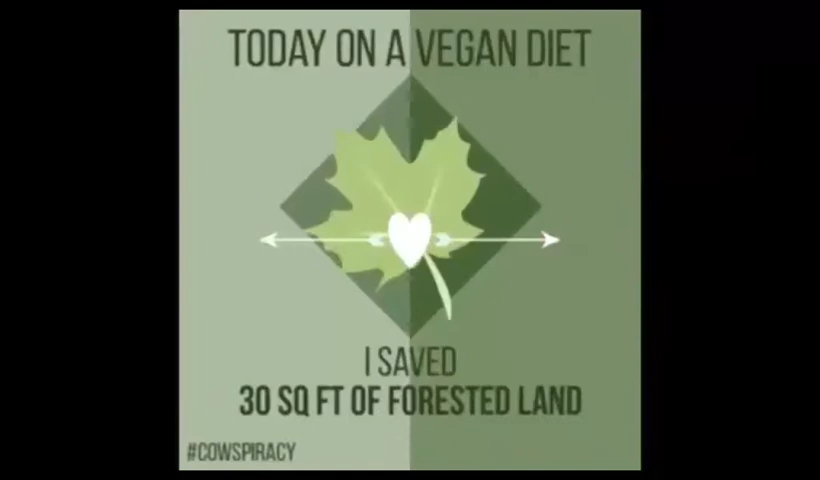 TODAY ON A VEGAN DIET
I SAVED
30 SQ FT OF FORESTED LAND
#COWSPIRACY